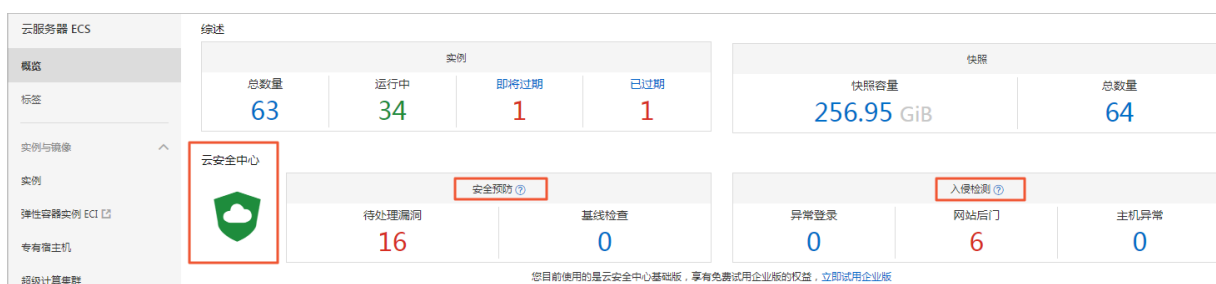 云服务器 ECS
概览
标签
实例与镜像
实例
弹性容器实例 ECI
专有宿主机
超级计算集群
综述
实例
总数量 运行中 即将过期 已过期
63 34 1 1
快照
快照容量 总数量
256.95 GiB 64
云安全中心
安全预防 ?
待处理漏洞 基线检查
16 0
入侵检测 ?
异常登录 网站后门 主机异常
0 6 0
您目前使用的是云安全中心基础版，享有免费试用企业版的权益，立即试用企业版